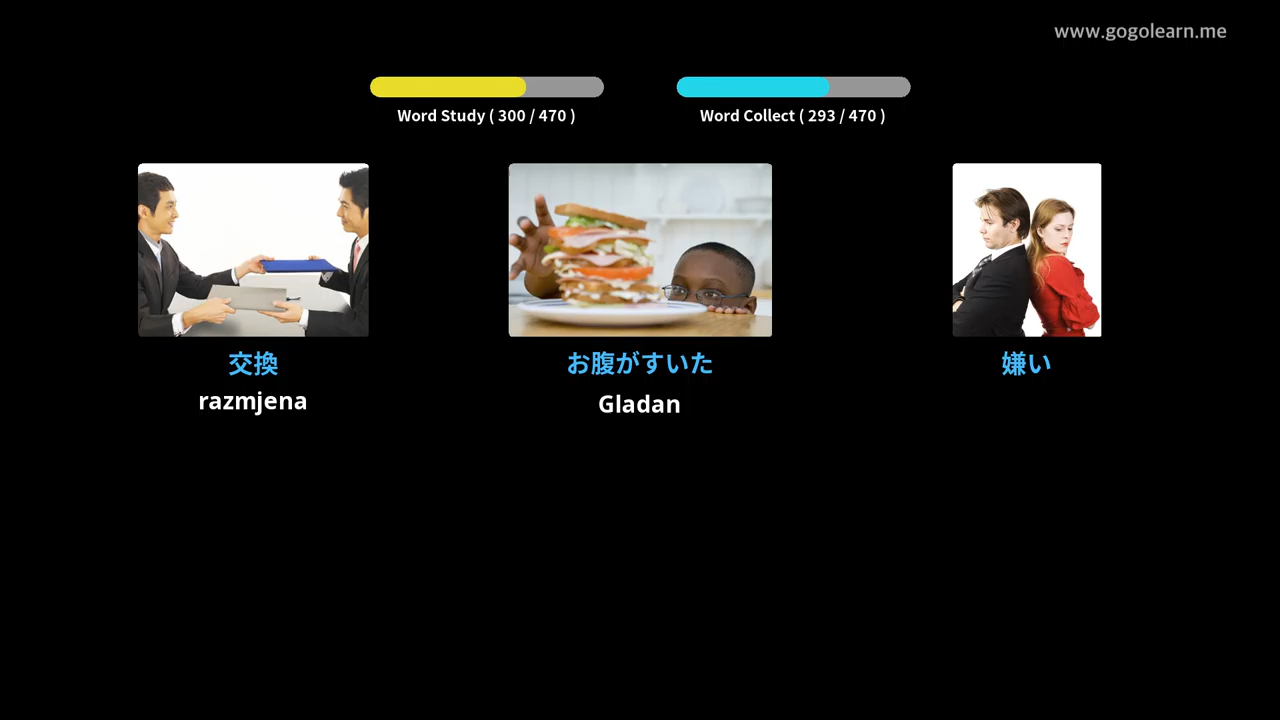 www.gogolearn.me
Word Study ( 300 / 470 )
Word Collect ( 293 / 470 )
交換
お腹がすいた
嫌い
razmjena
Gladan